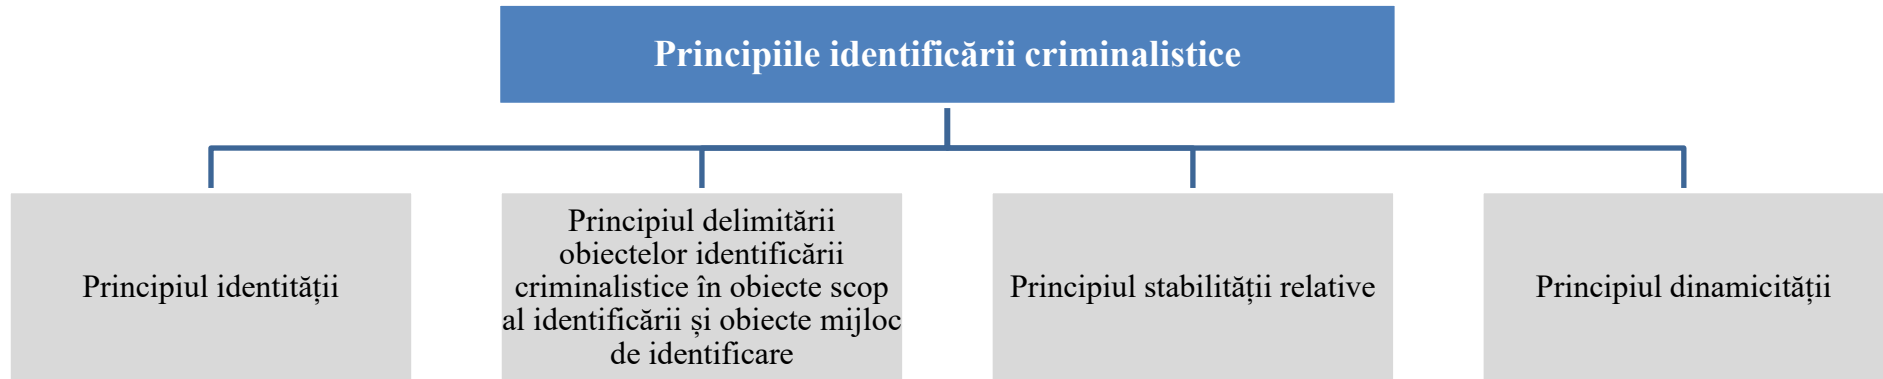 Principiile identificării criminalistice
Principiul identității
Principiul delimitării
obiectelor identificării
criminalistice în obiecte scop
al identificării și obiecte mijloc
de identificare
Principiul stabilității relative
Principiul dinamicității